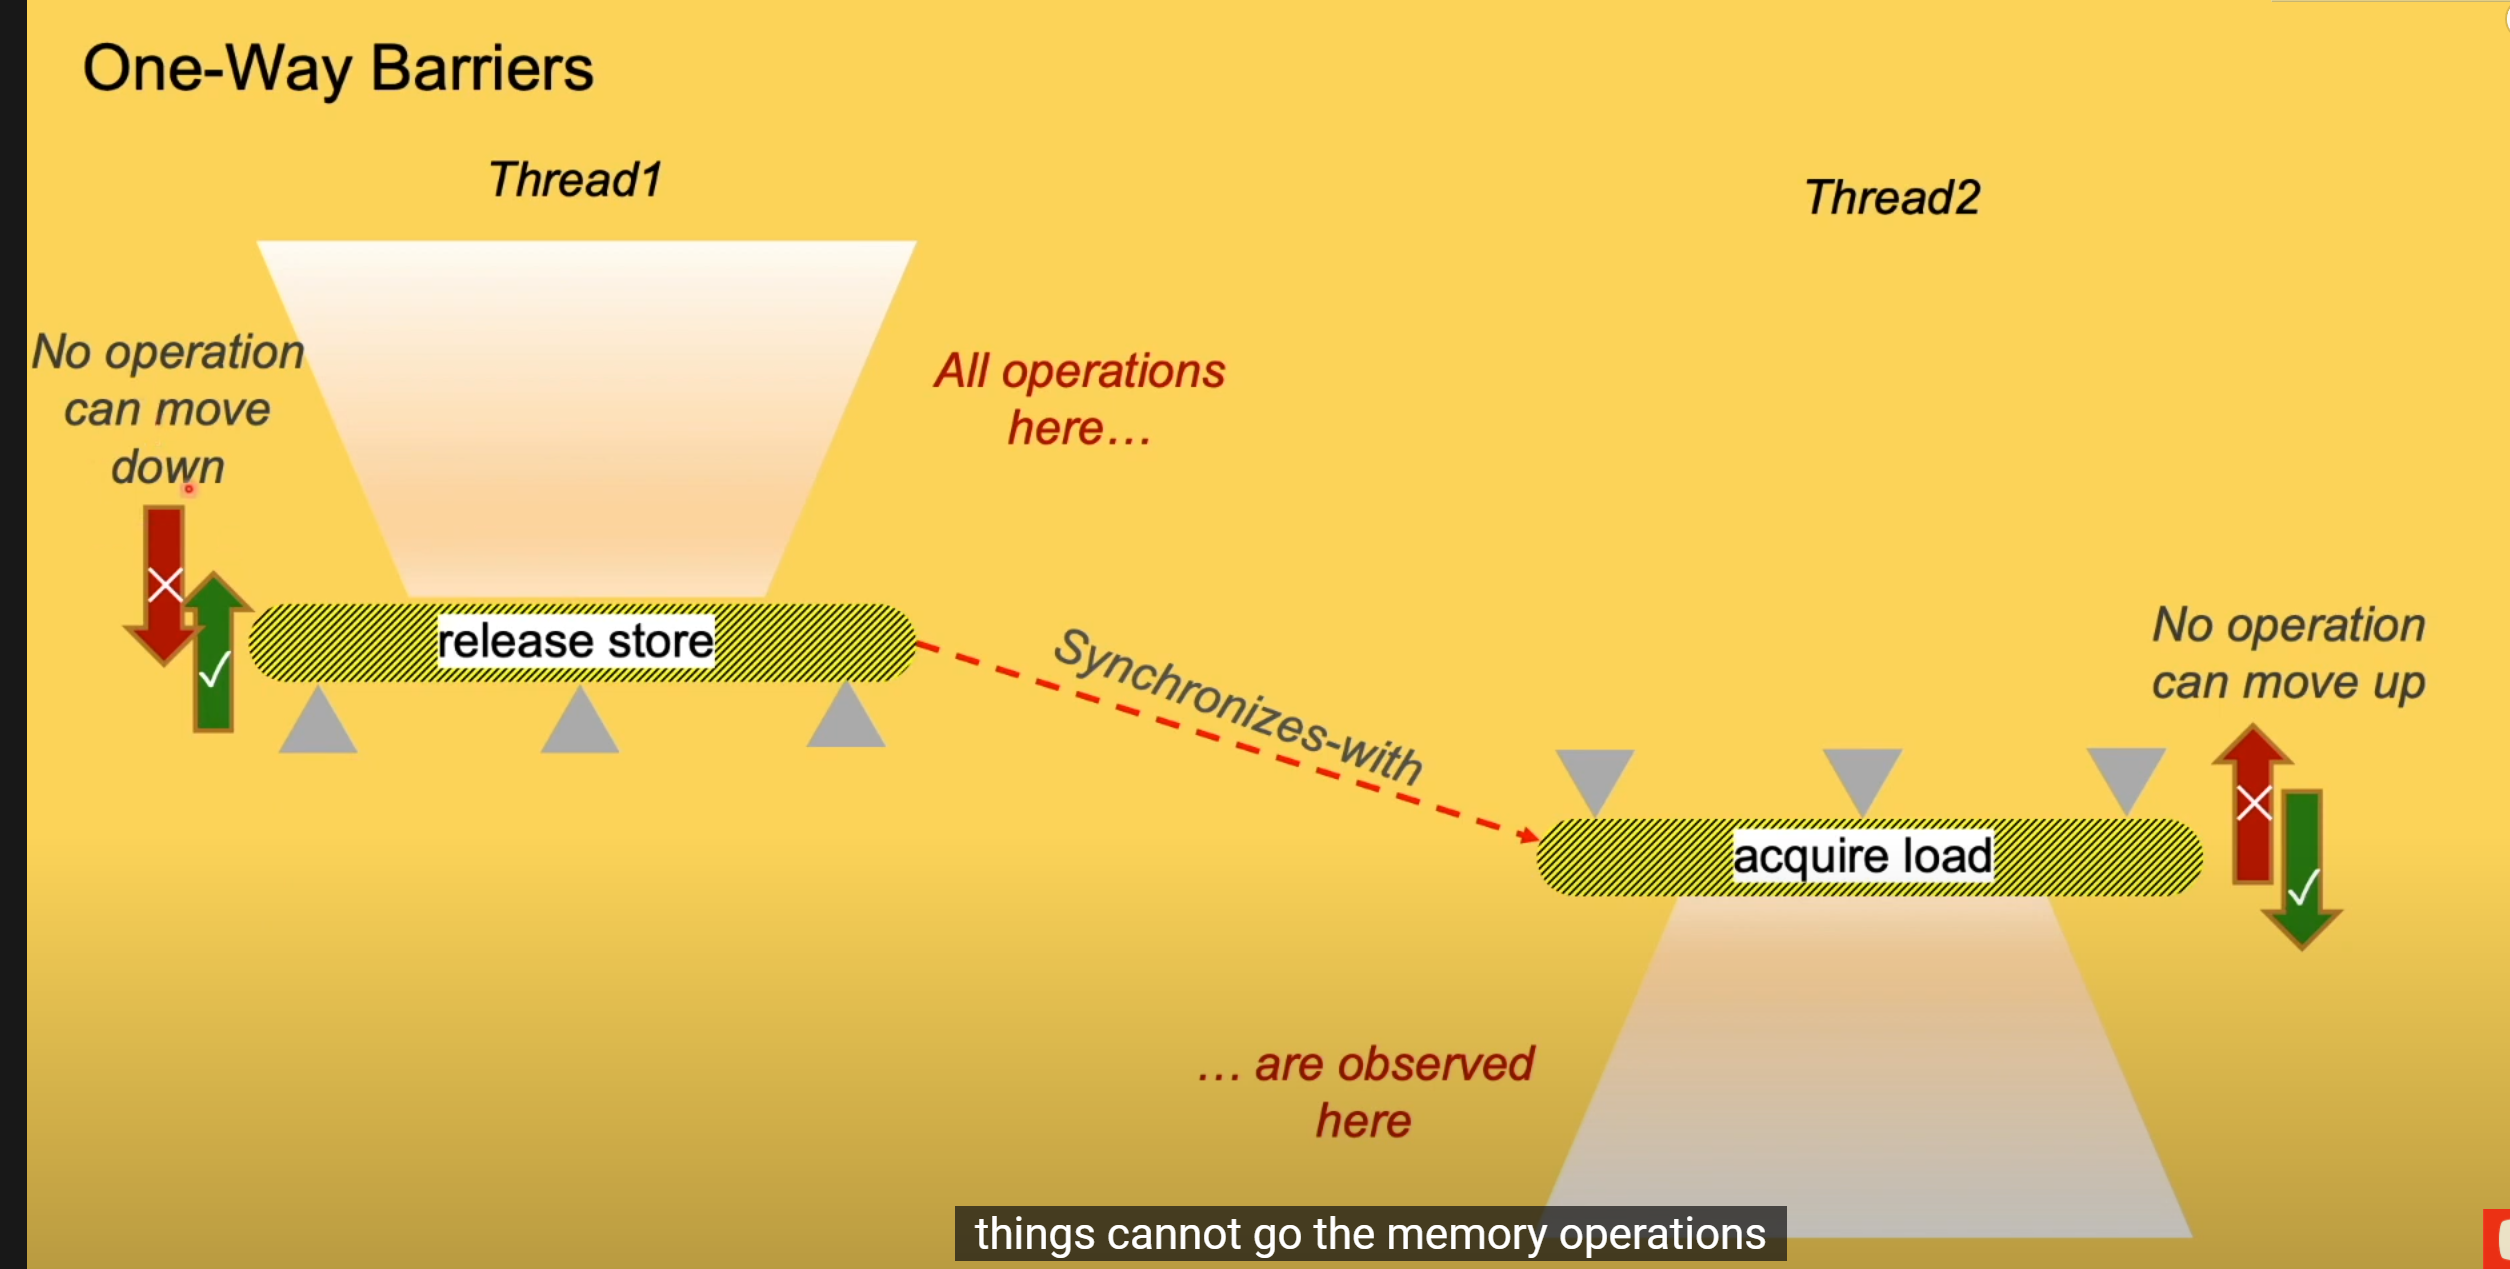 One-Way Barriers
Thread1
Thread2
No operation
can move
down
All operations
here...
release store
Synchronizes-with
No operation
can move up
acquire load
... are observed
here
things cannot go the memory operations